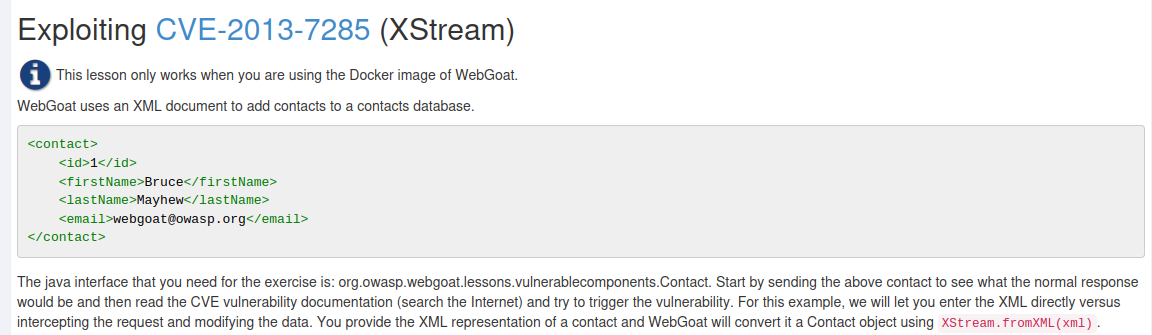 Exploiting CVE-2013-7285 (XStream)
This lesson only works when you are using the Docker image of WebGoat.
WebGoat uses an XML document to add contacts to a contacts database.
<contact>
    <id>1</id>
    <firstName>Bruce</firstName>
    <lastName>Mayhew</lastName>
    <email>webgoat@owasp.org</email>
</contact>
The java interface that you need for the exercise is: org.owasp.webgoat.lessons.vulnerablecomponents.Contact. Start by sending the above contact to see what the normal response
would be and then read the CVE vulnerability documentation (search the Internet) and try to trigger the vulnerability. For this example, we will let you enter the XML directly versus
intercepting the request and modifying the data. You provide the XML representation of a contact and WebGoat will convert it a Contact object using XStream.fromXML(xml).